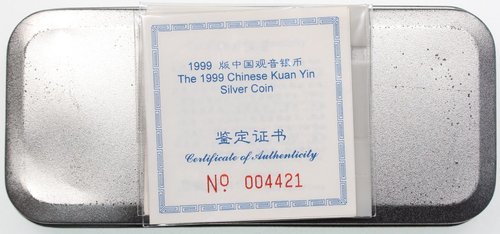 1999 版中国观音银币
The 1999 Chinese Kuan Yin
Silver Coin
鉴定证书
Certificate of Authenticity
Nº 004421